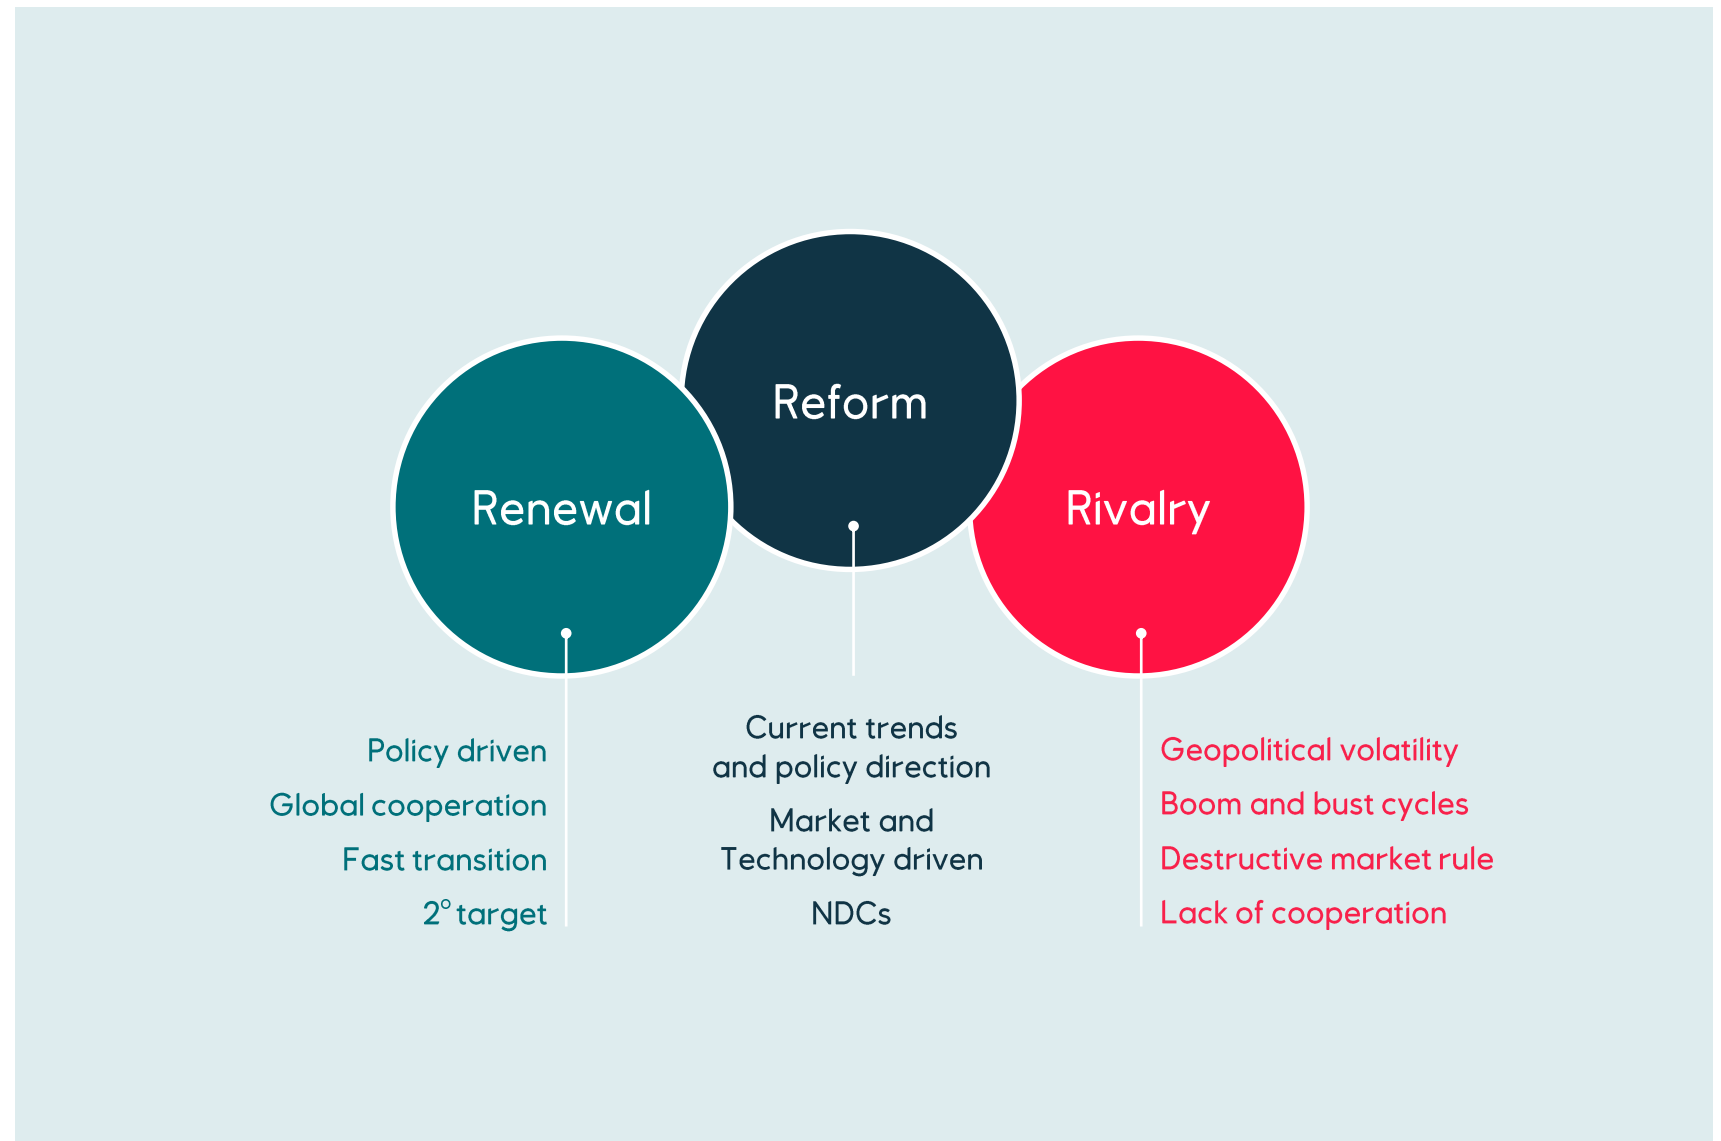 Reform
Renewal
Rivalry
Policy driven
Global cooperation
Fast transition
2° target
Current trends
and policy direction
Market and
Technology driven
NDCs
Geopolitical volatility
Boom and bust cycles
Destructive market rule
Lack of cooperation